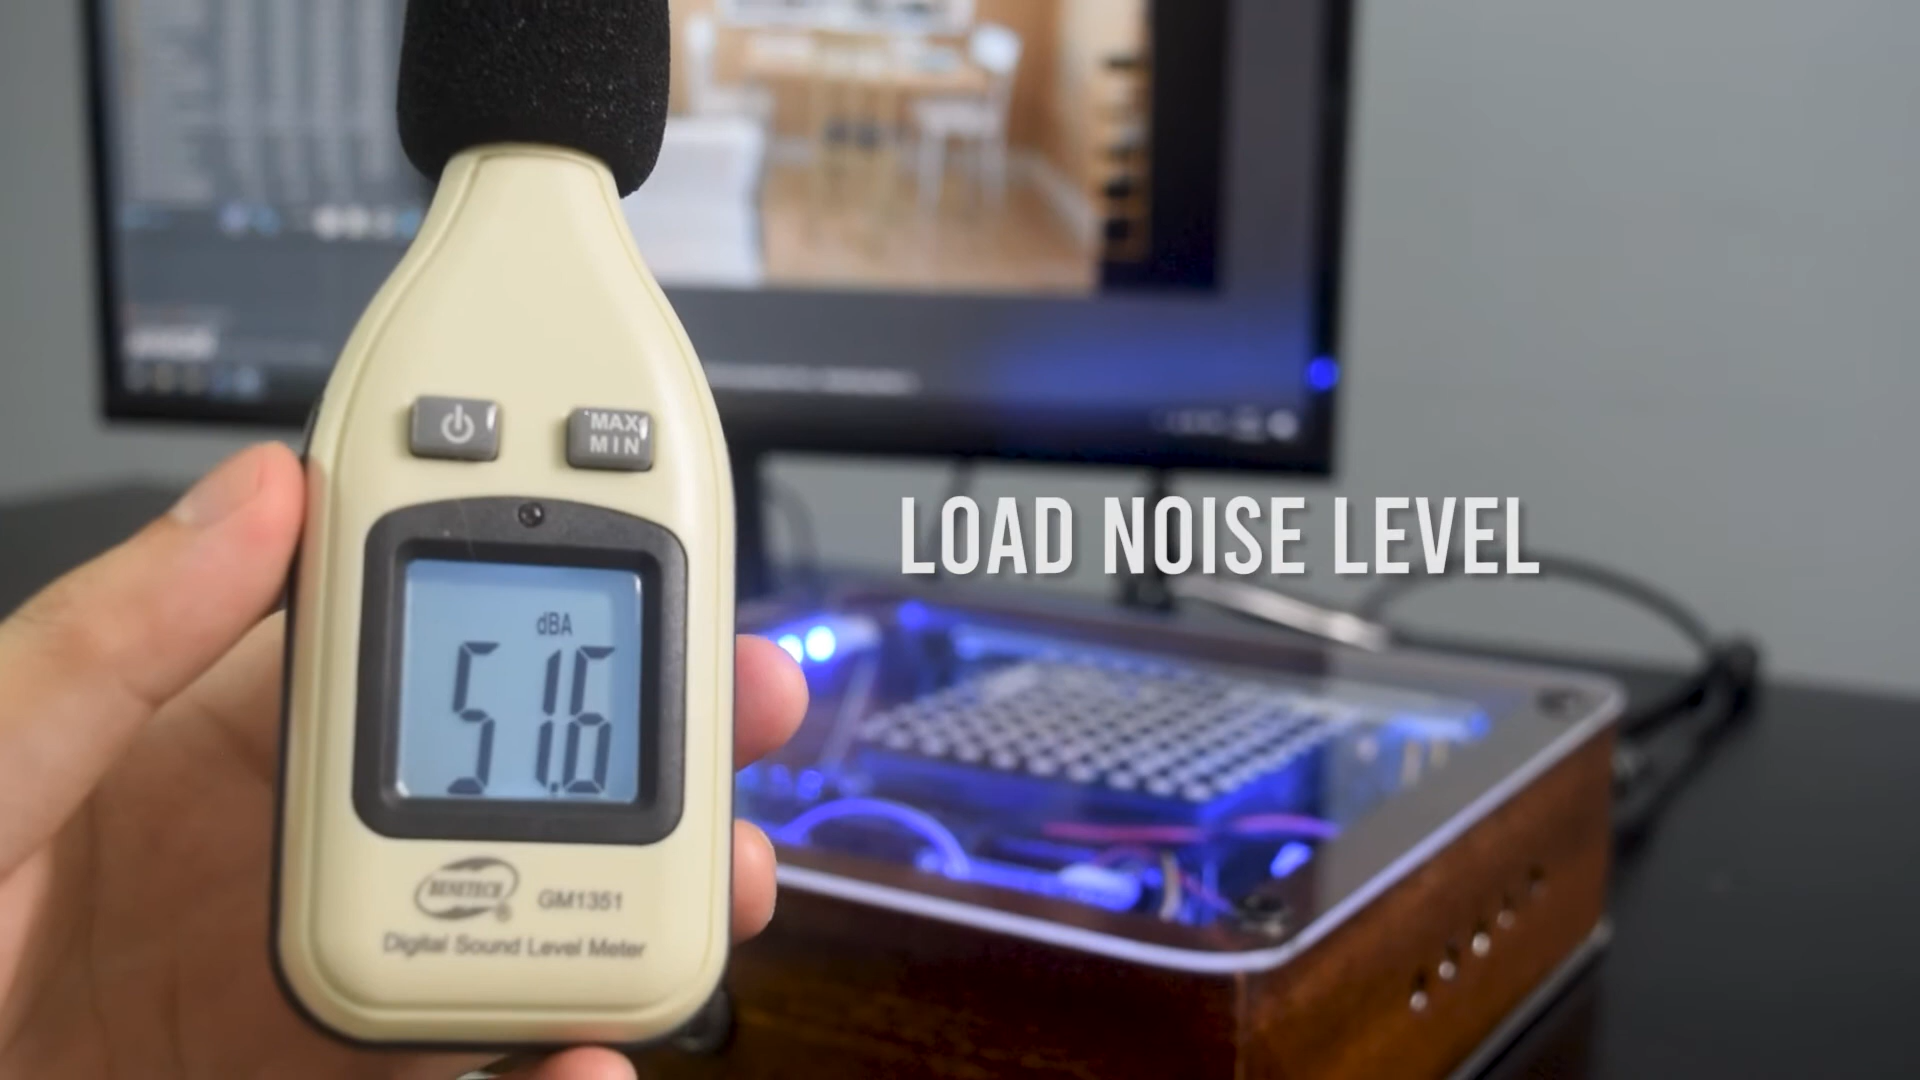 MAX
MIN
LOAD NOISE LEVEL
dBA
51.6
BENETECH ®
GM1351
Digital Sound Level Meter